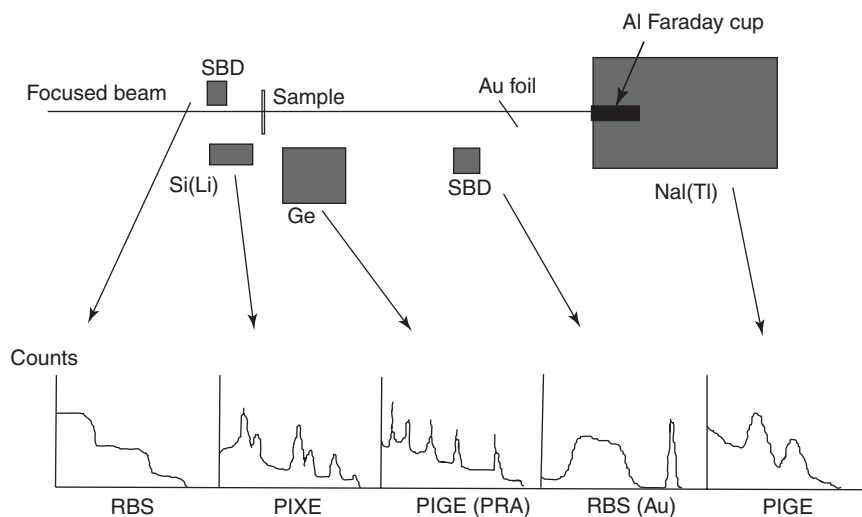 Al Faraday cup
SBD
Focused beam
Sample
Au foil
Si(Li)
Ge
SBD
NaI(Tl)
Counts
RBS
PIXE
PIGE (PRA)
RBS (Au)
PIGE